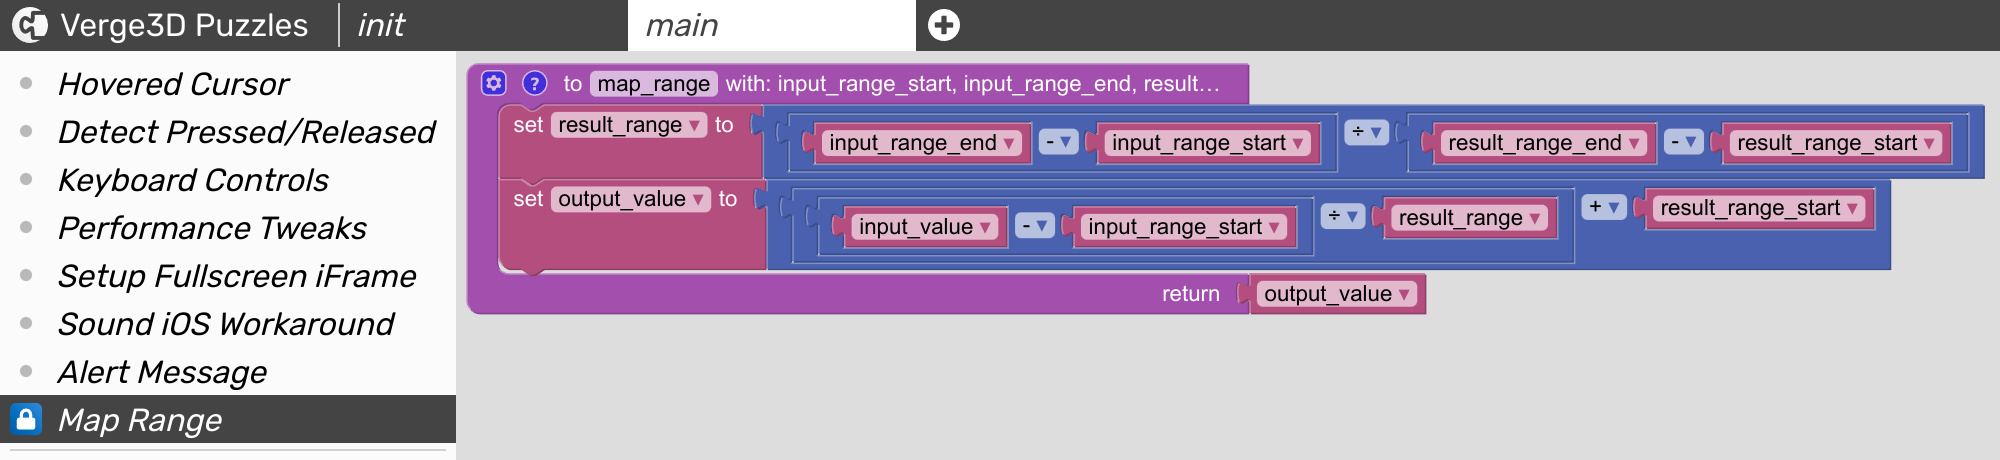 Verge3D Puzzles init main
Hovered Cursor
Detect Pressed/Released
Keyboard Controls
Performance Tweaks
Setup Fullscreen iFrame
Sound iOS Workaround
Alert Message
Map Range
? to map_range with: input_range_start, input_range_end, result...
set result_range ▾ to input_range_end ▾ - ▾ input_range_start ▾ ÷ ▾ result_range_end ▾ - ▾ result_range_start ▾
set output_value ▾ to input_value ▾ - ▾ input_range_start ▾ ÷ ▾ result_range ▾ + ▾ result_range_start ▾
return output_value ▾